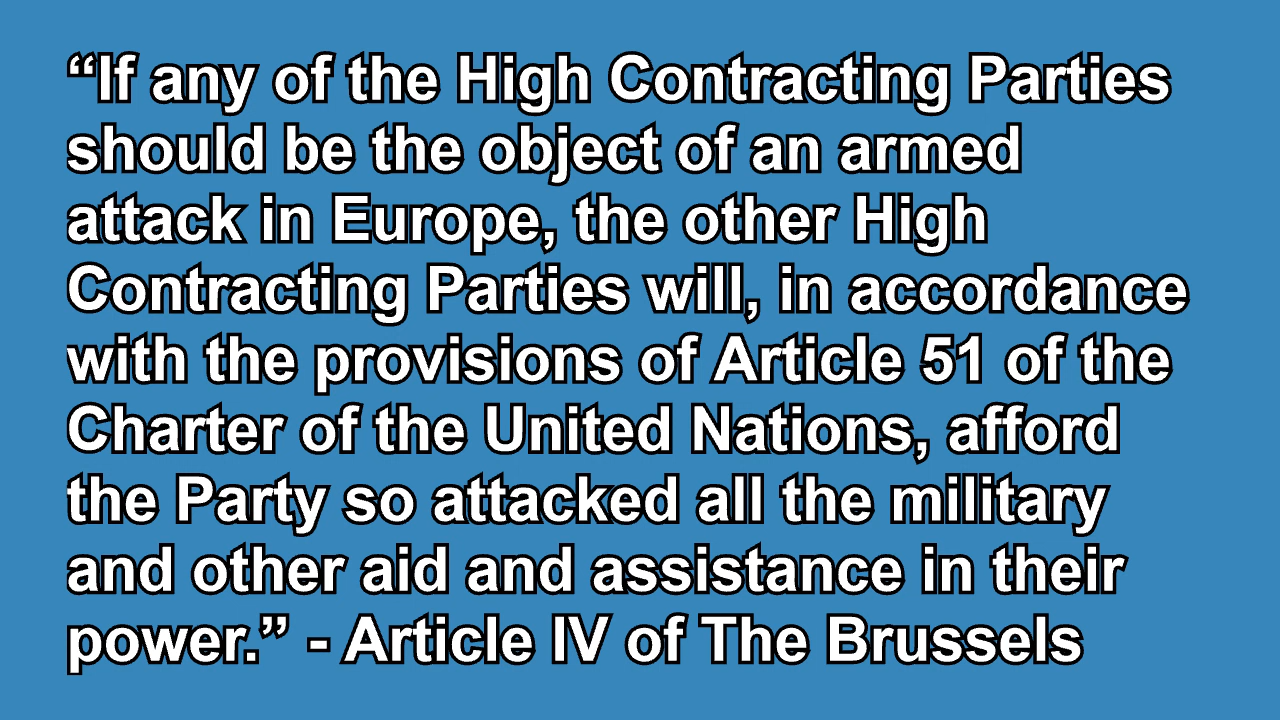 “If any of the High Contracting Parties
should be the object of an armed
attack in Europe, the other High
Contracting Parties will, in accordance
with the provisions of Article 51 of the
Charter of the United Nations, afford
the Party so attacked all the military
and other aid and assistance in their
power.” - Article IV of The Brussels